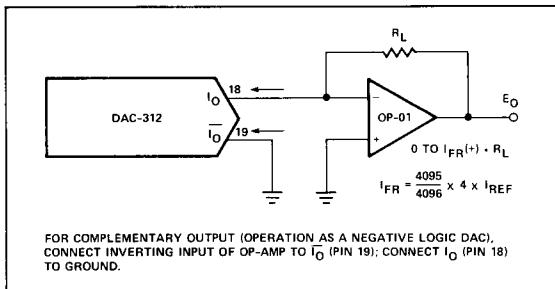 R_L
18
I_O
DAC-312
I̅_O̅
19
−
OP-01
+
E_O
0 TO I_FR(+) • R_L
I_FR = 4095/4096 x 4 x I_REF
FOR COMPLEMENTARY OUTPUT (OPERATION AS A NEGATIVE LOGIC DAC),
CONNECT INVERTING INPUT OF OP-AMP TO I̅_O̅ (PIN 19); CONNECT I_O (PIN 18)
TO GROUND.